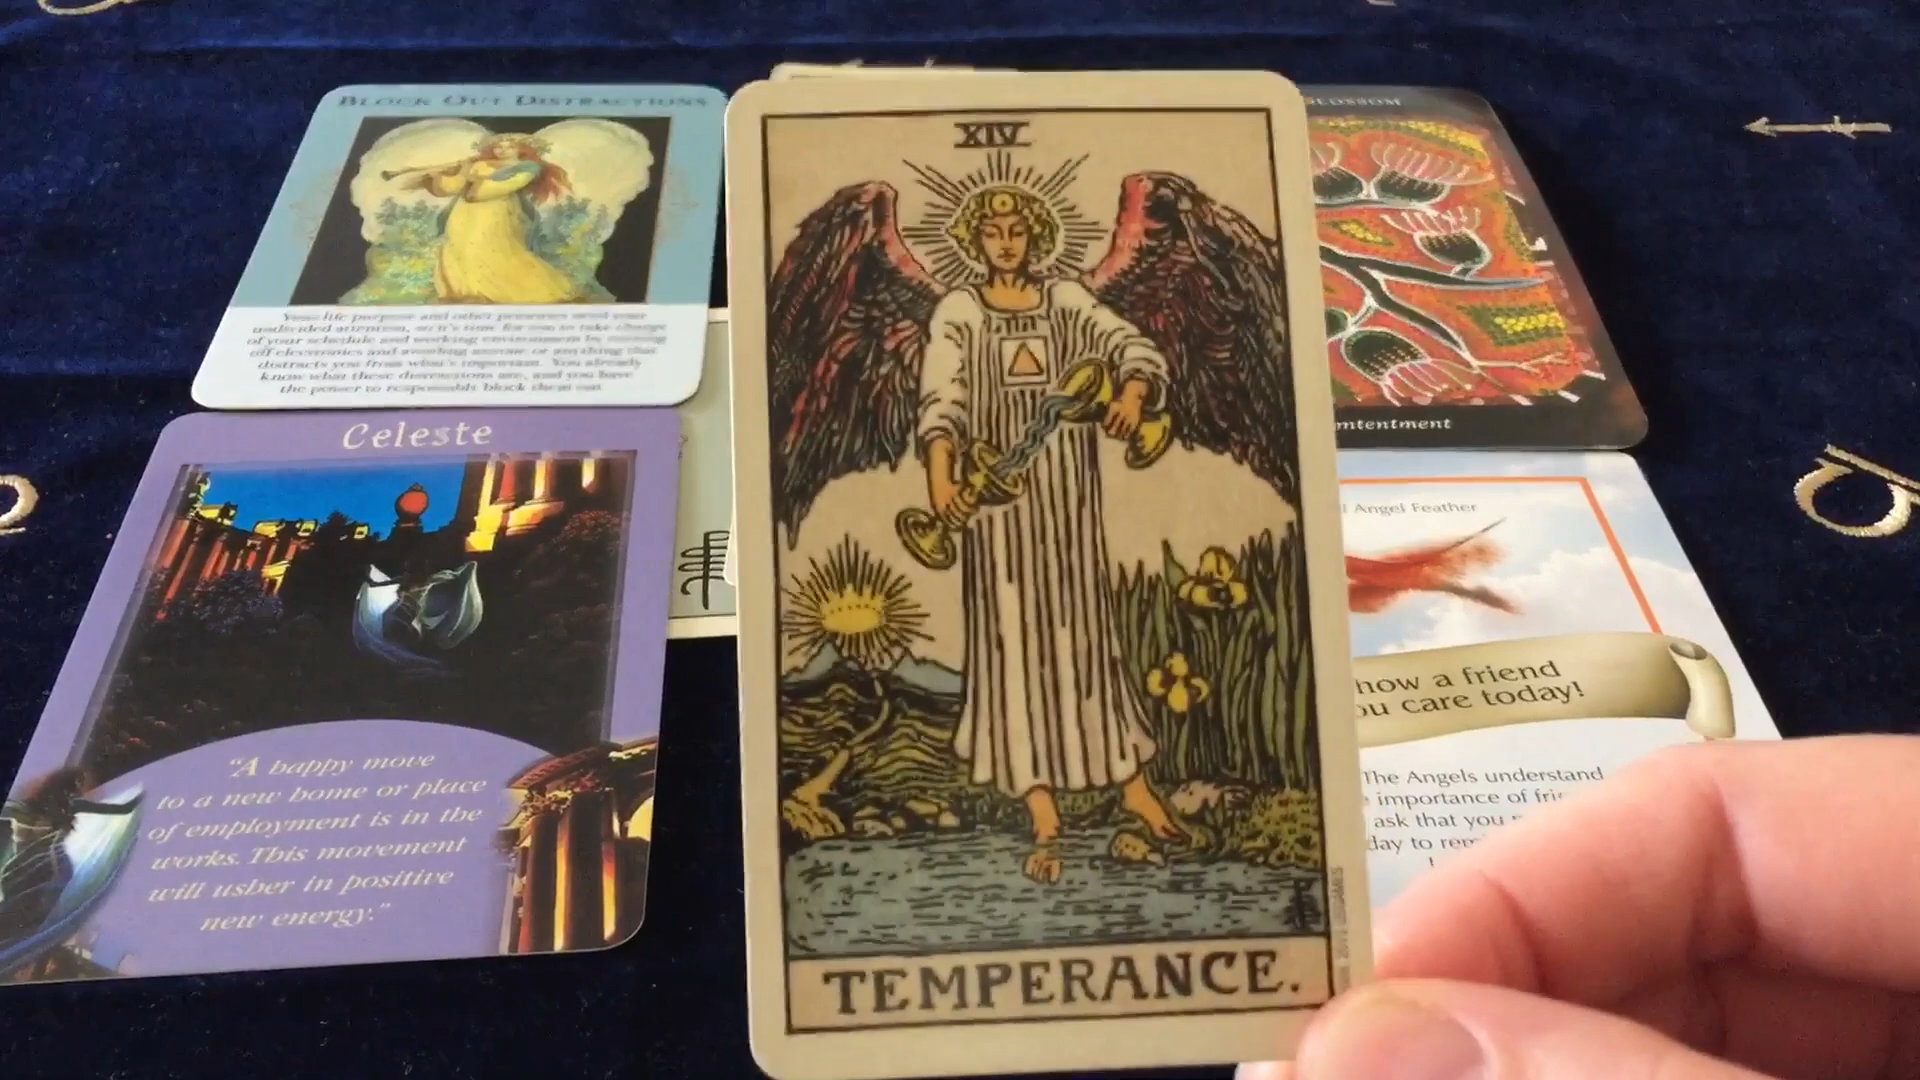 BLOCK OUT DISTRACTIONS
Your life purpose and other priorities need your
undivided attention, so it's time for you to take charge
of your schedule and working environment by turning
off electronics and avoiding anyone or anything that
distracts you from what's important. You already
know what these distractions are, and you have
the power to responsibly block them out.
Celeste
"A happy move
to a new home or place
of employment is in the
works. This movement
will usher in positive
new energy."
XIV
TEMPERANCE.
LOSSOM
ntentment
l Angel Feather
how a friend
ou care today!
The Angels understand
e importance of fri
ask that you
day to rem